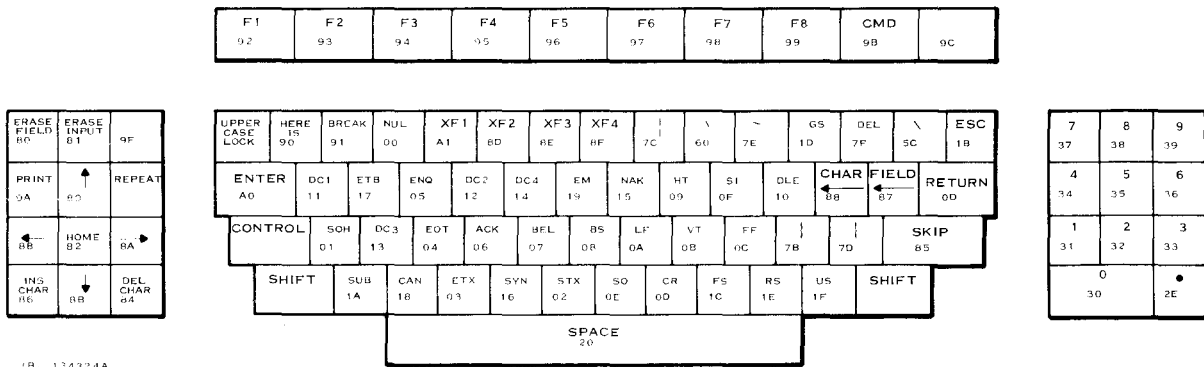 F1 F2 F3 F4 F5 F6 F7 F8 CMD
92 93 94 95 96 97 98 99 9B 9C
ERASE FIELD 80 ERASE INPUT 81 9F
UPPER CASE LOCK HERE IS 90 BREAK 91 NUL 00 XF1 A1 XF2 8D XF3 8E XF4 8F | 7C \ 60 ~ 7E GS 1D DEL 7F \ 5C ESC 1B
7 37 8 38 9 39
PRINT 9A ↑ REPEAT
ENTER A0 DC1 11 ETB 17 ENQ 05 DC2 12 DC4 14 EM 19 NAK 15 HT 09 SI 0F DLE 10 CHAR ← 88 FIELD ← 87 RETURN 0D
4 34 5 35 6 36
← 88 HOME 82 → 8A
CONTROL SOH 01 DC3 13 EOT 04 ACK 06 BEL 07 BS 08 LF 0A VT 0B FF 0C 7B 7D SKIP 85
1 31 2 32 3 33
INS CHAR 86 ↓ 8B DEL CHAR 84
SHIFT SUB 1A CAN 18 ETX 03 SYN 16 STX 02 SO 0E CR 0D FS 1C RS 1E US 1F SHIFT
0 30 • 2E
SPACE
20